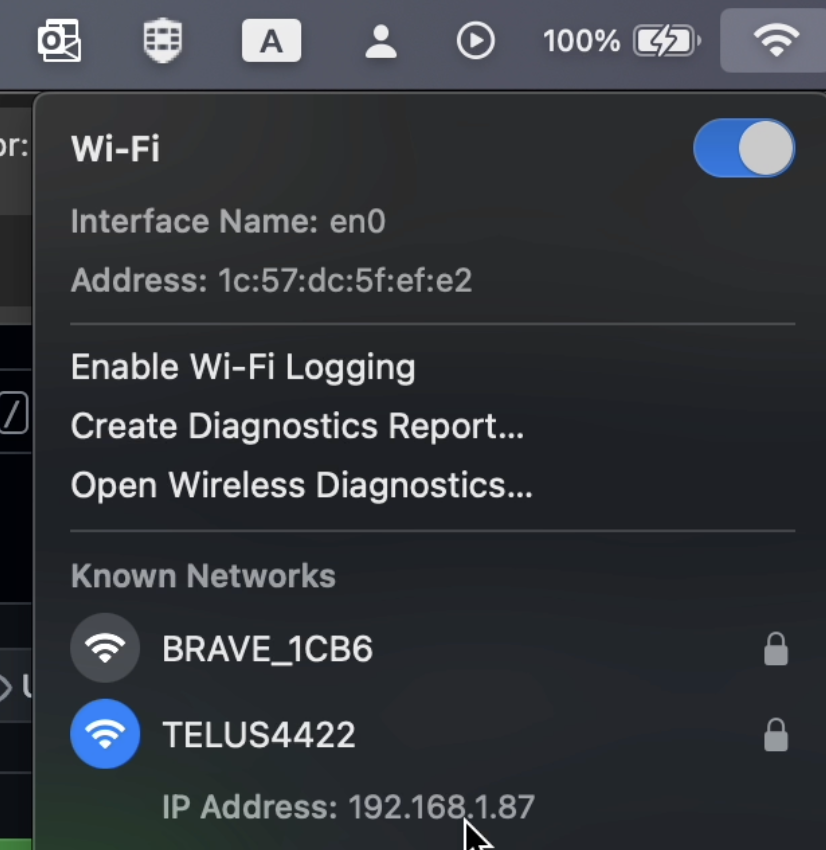 A
100%
or:
Wi-Fi
Interface Name: en0
Address: 1c:57:dc:5f:ef:e2
Enable Wi-Fi Logging
Create Diagnostics Report...
/
Open Wireless Diagnostics...
Known Networks
BRAVE_1CB6
TELUS4422
IP Address: 192.168.1.87